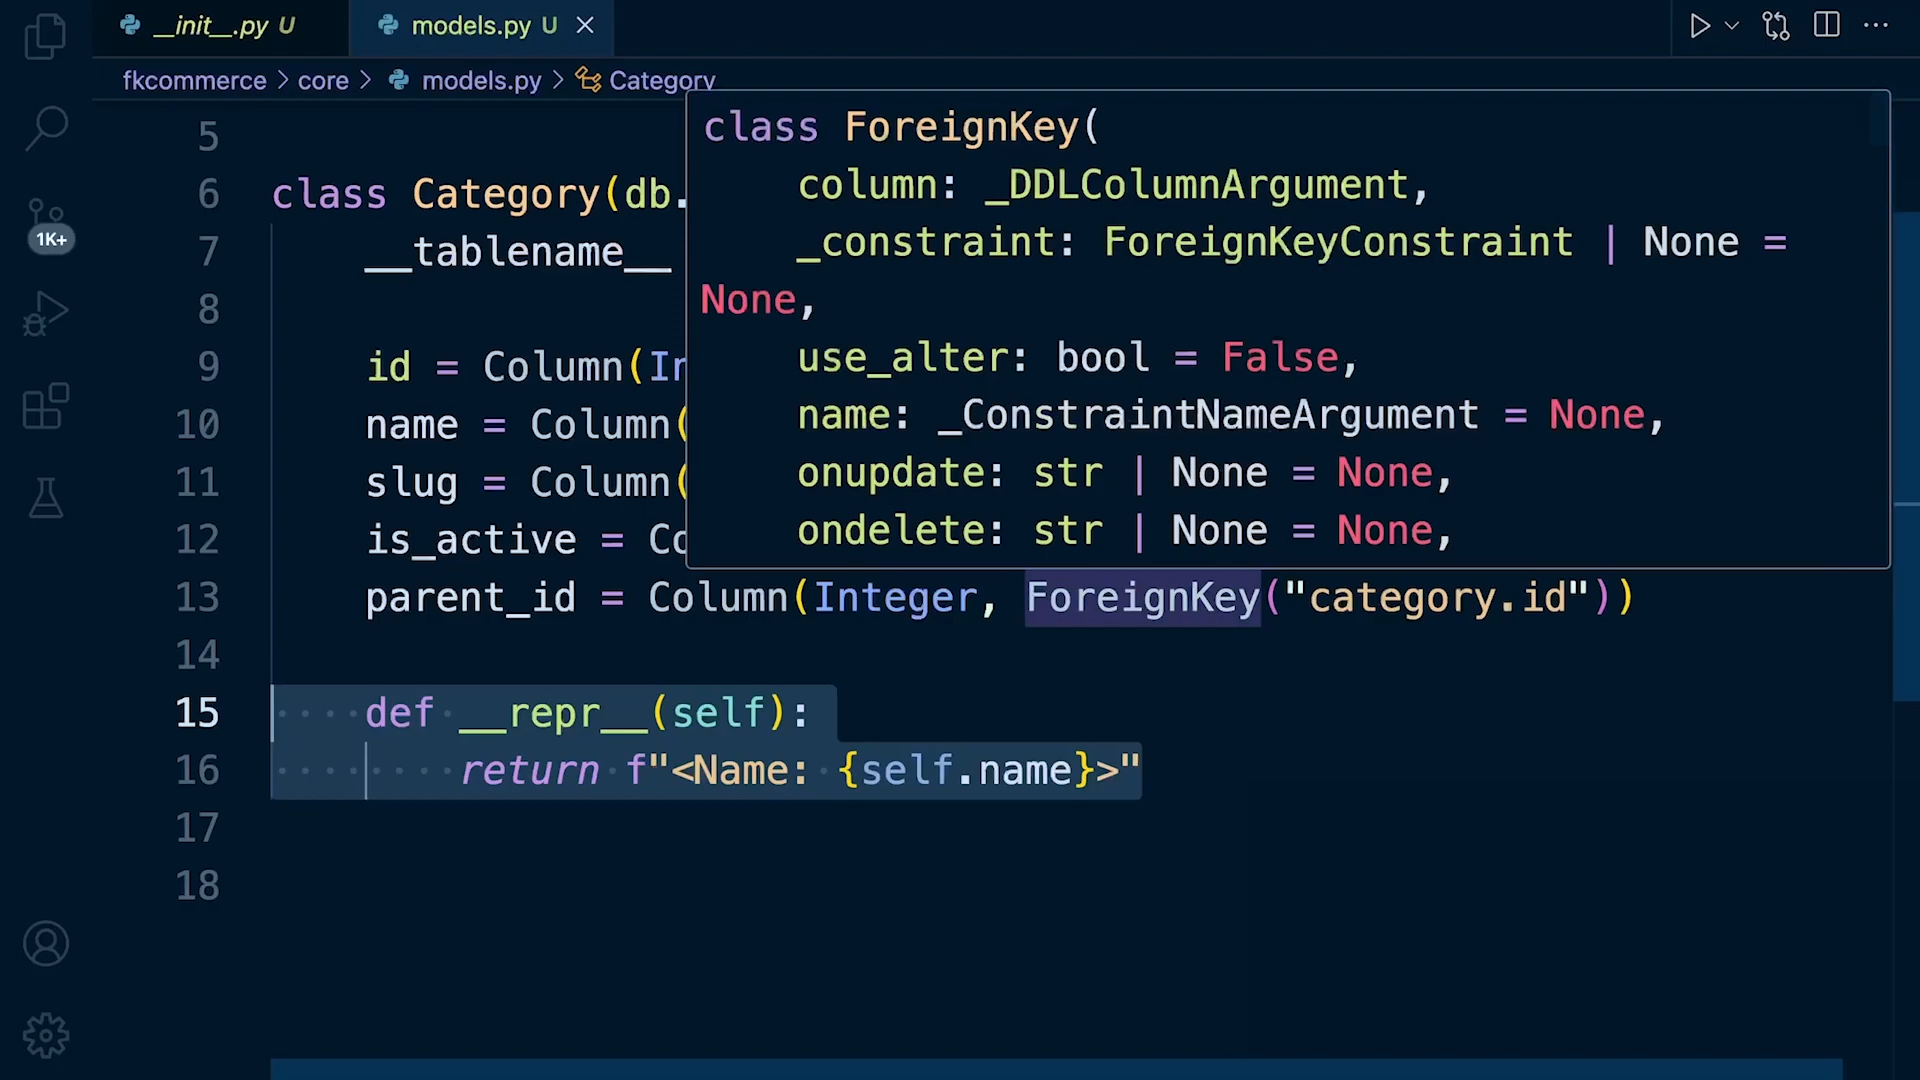 __init__.py U models.py U
fkcommerce > core > models.py > Category
1K+
class ForeignKey(
column: _DDLColumnArgument,
_constraint: ForeignKeyConstraint | None =
None,
use_alter: bool = False,
name: _ConstraintNameArgument = None,
onupdate: str | None = None,
ondelete: str | None = None,
5
6 class Category(db.
7 __tablename__
8
9 id = Column(In
10 name = Column(
11 slug = Column(
12 is_active = Co
13 parent_id = Column(Integer, ForeignKey("category.id"))
14
15 def __repr__(self):
16 return f"<Name: {self.name}>"
17
18